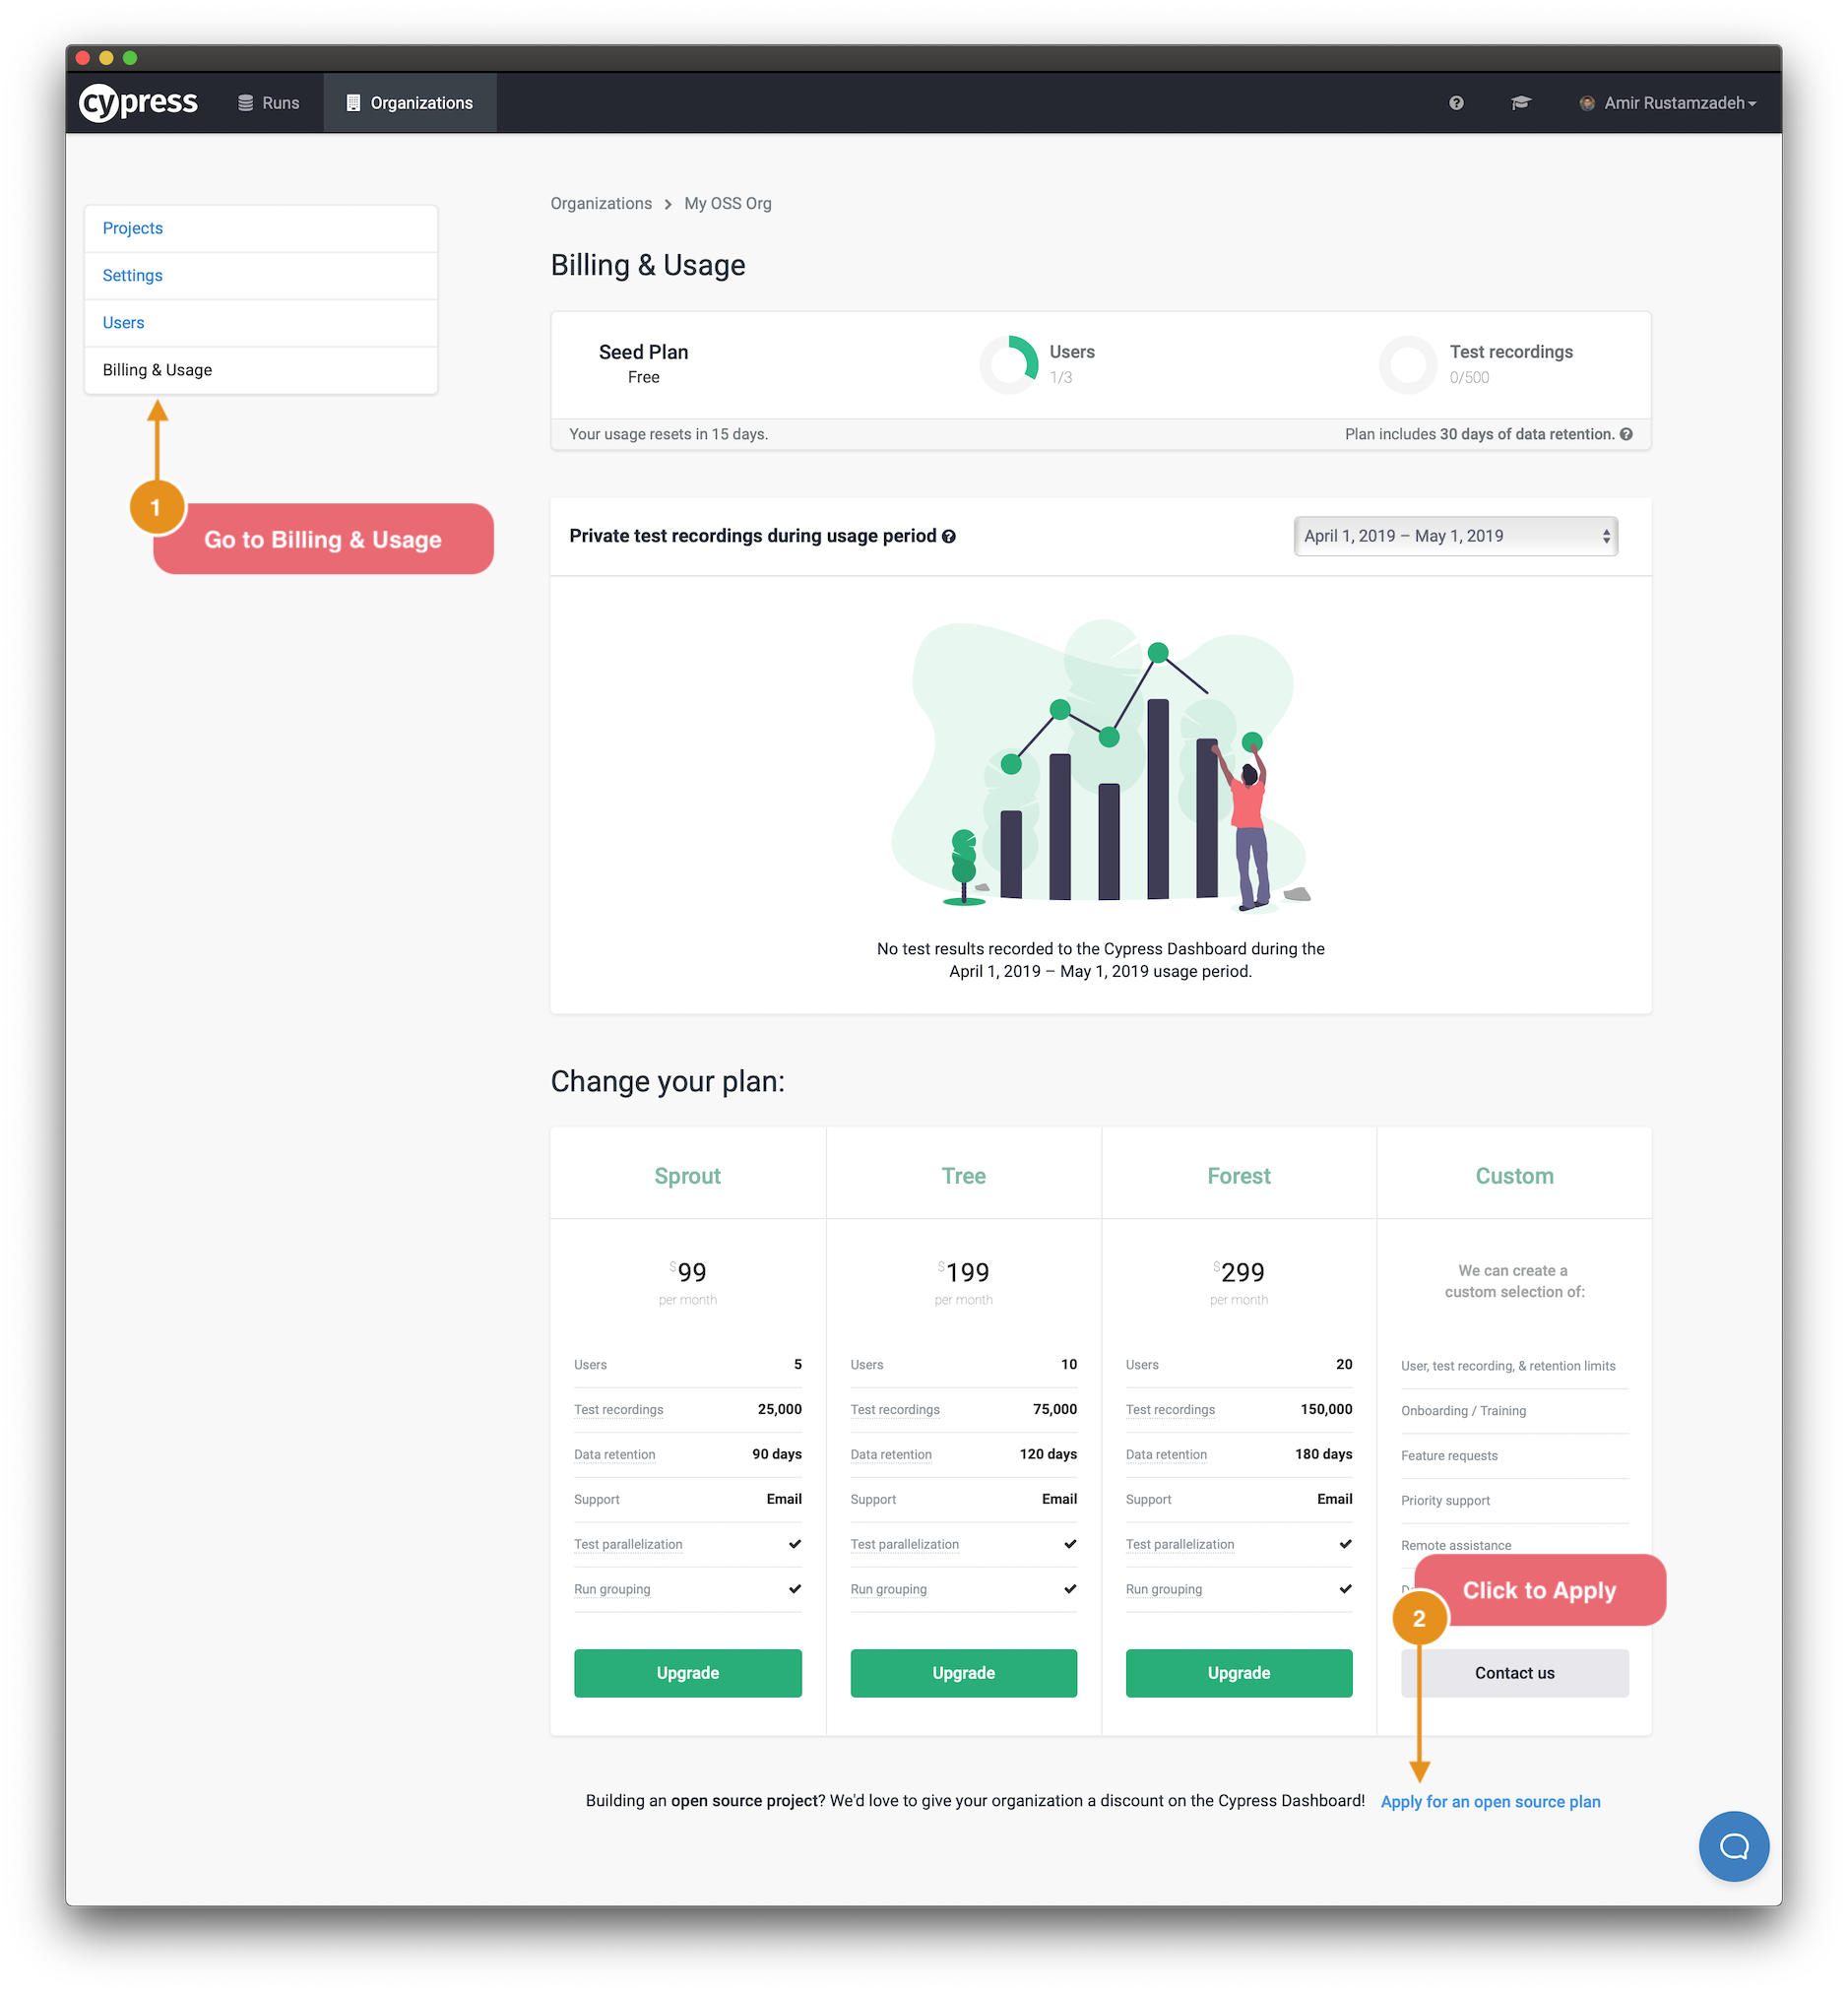 cypress
Runs
Organizations
Amir Rustamzadeh
Projects
Settings
Users
Billing & Usage
1
Go to Billing & Usage
Organizations > My OSS Org
Billing & Usage
Seed Plan
Free
Users
1/3
Test recordings
0/500
Your usage resets in 15 days.
Plan includes 30 days of data retention.
Private test recordings during usage period
April 1, 2019 – May 1, 2019
No test results recorded to the Cypress Dashboard during the
April 1, 2019 – May 1, 2019 usage period.
Change your plan:
Sprout
$99
per month
Users 5
Test recordings 25,000
Data retention 90 days
Support Email
Test parallelization
Run grouping
Upgrade
Tree
$199
per month
Users 10
Test recordings 75,000
Data retention 120 days
Support Email
Test parallelization
Run grouping
Upgrade
Forest
$299
per month
Users 20
Test recordings 150,000
Data retention 180 days
Support Email
Test parallelization
Run grouping
Upgrade
Custom
We can create a
custom selection of:
User, test recording, & retention limits
Onboarding / Training
Feature requests
Priority support
Remote assistance
Click to Apply
2
Contact us
Building an open source project? We'd love to give your organization a discount on the Cypress Dashboard! Apply for an open source plan